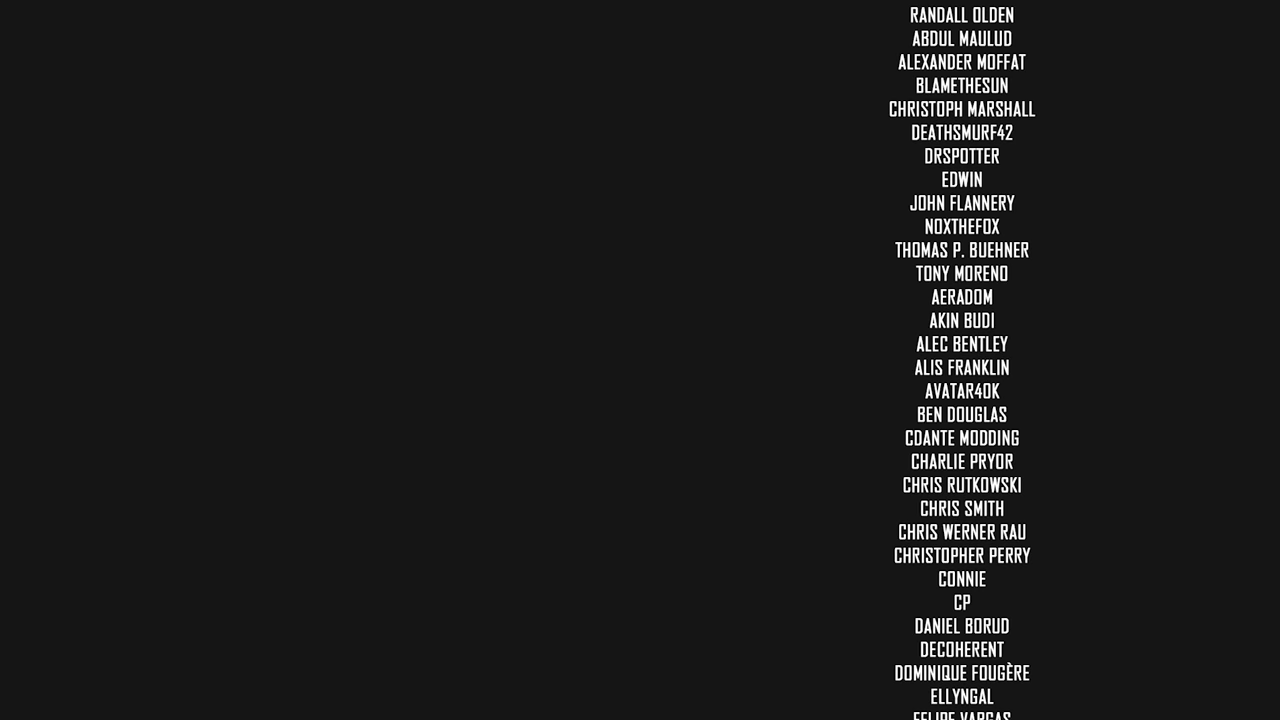 RANDALL OLDEN
ABDUL MAULUD
ALEXANDER MOFFAT
BLAMETHESUN
CHRISTOPH MARSHALL
DEATHSMURF42
DRSPOTTER
EDWIN
JOHN FLANNERY
NOXTHEFOX
THOMAS P. BUEHNER
TONY MORENO
AERADOM
AKIN BUDI
ALEC BENTLEY
ALIS FRANKLIN
AVATAR40K
BEN DOUGLAS
CDANTE MODDING
CHARLIE PRYOR
CHRIS RUTKOWSKI
CHRIS SMITH
CHRIS WERNER RAU
CHRISTOPHER PERRY
CONNIE
CP
DANIEL BORUD
DECOHERENT
DOMINIQUE FOUGÈRE
ELLYNGAL
FELIPE VARGAS